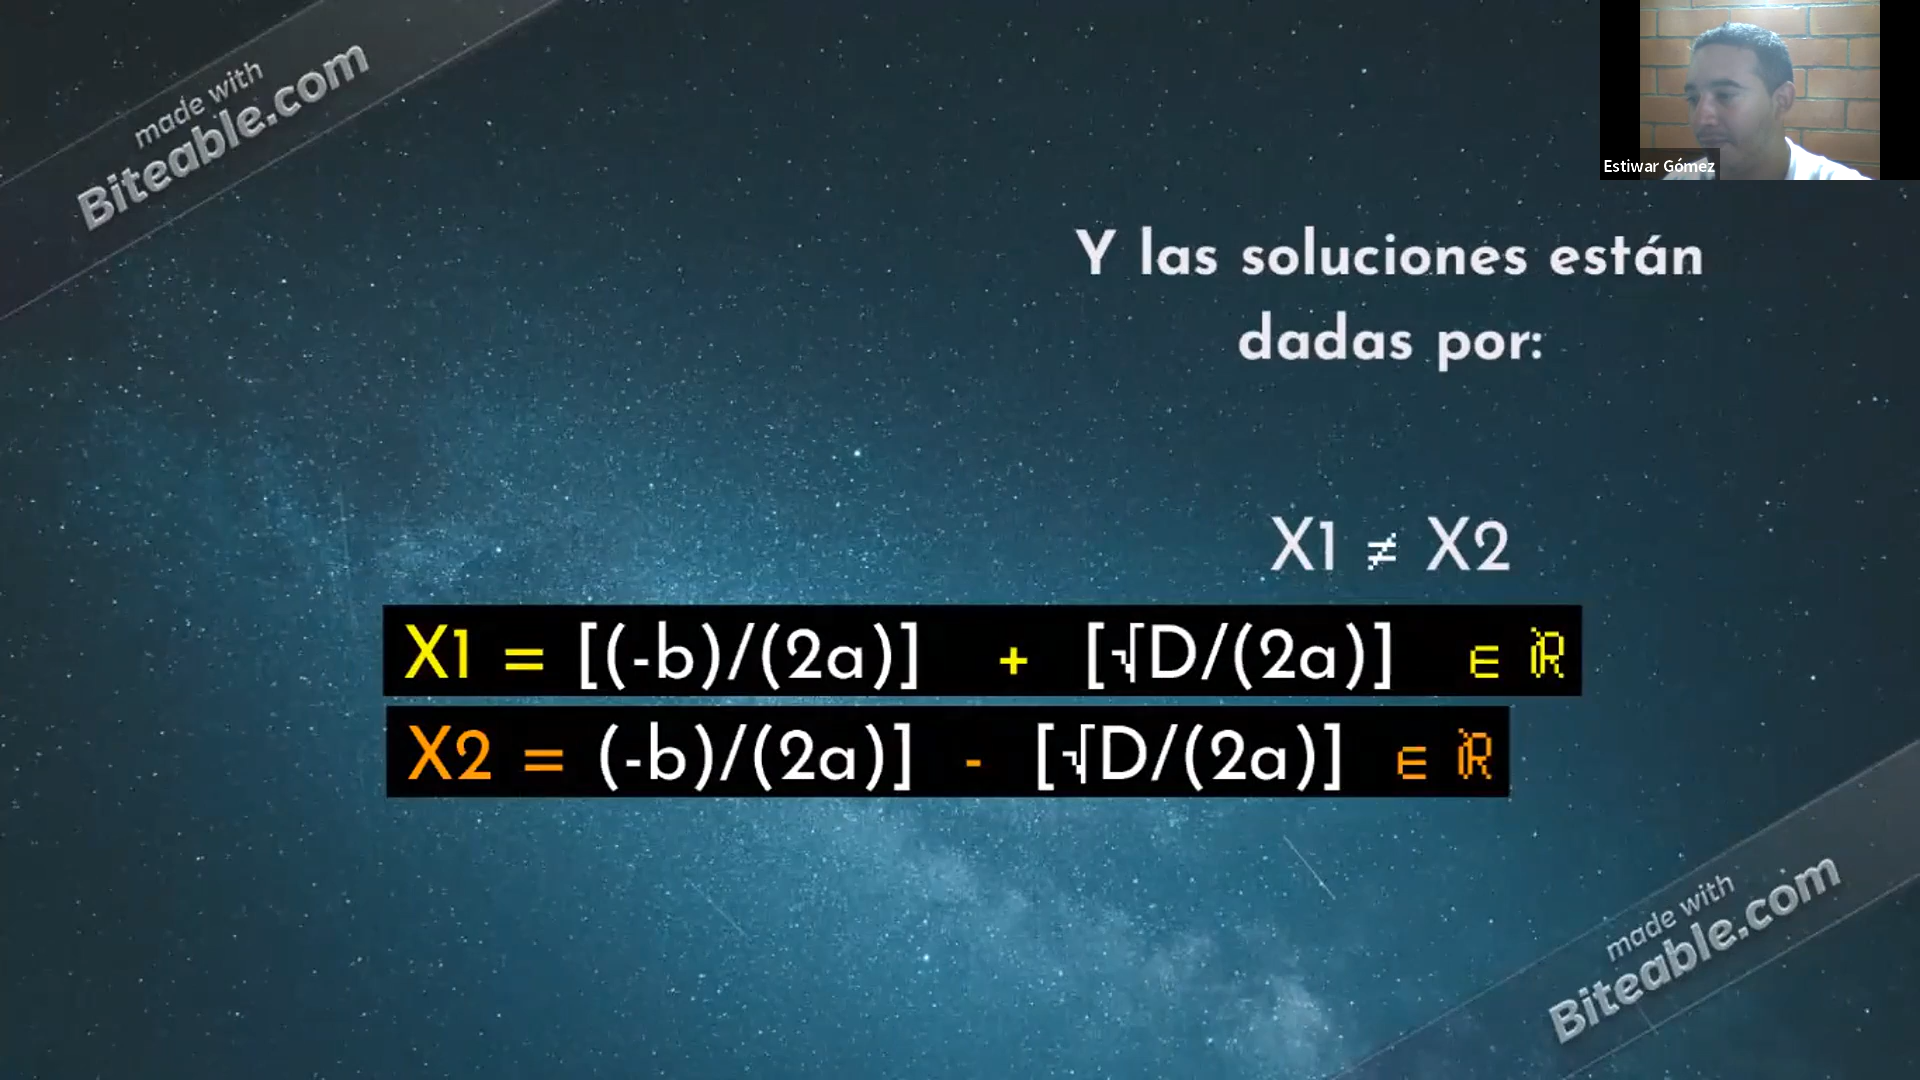 made with
Biteable.com
Estiwar Gómez
Y las soluciones están
dadas por:
X1 ≠ X2
X1 = [(-b)/(2a)] + [√D/(2a)] ∈ ℝ
X2 = (-b)/(2a)] - [√D/(2a)] ∈ ℝ
made with
Biteable.com